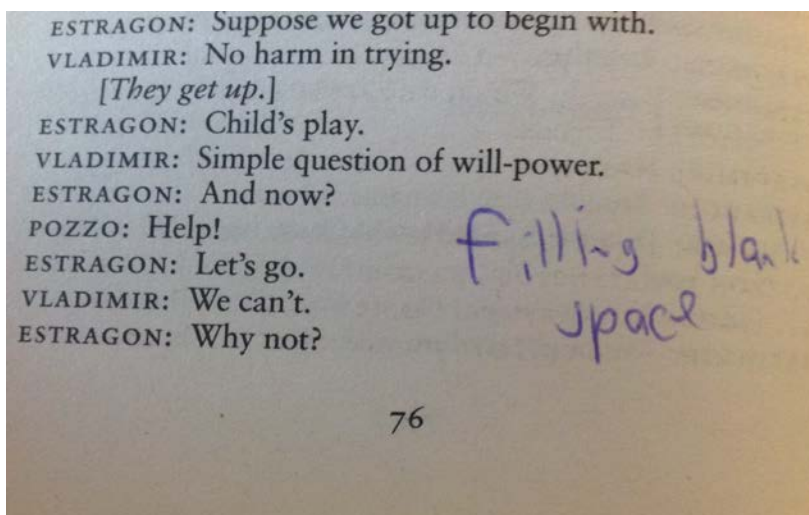 ESTRAGON: Suppose we got up to begin with.
VLADIMIR: No harm in trying.
[They get up.]
ESTRAGON: Child's play.
VLADIMIR: Simple question of will-power.
ESTRAGON: And now?
POZZO: Help!
ESTRAGON: Let's go.
VLADIMIR: We can't.
ESTRAGON: Why not?
filling blank
space
76